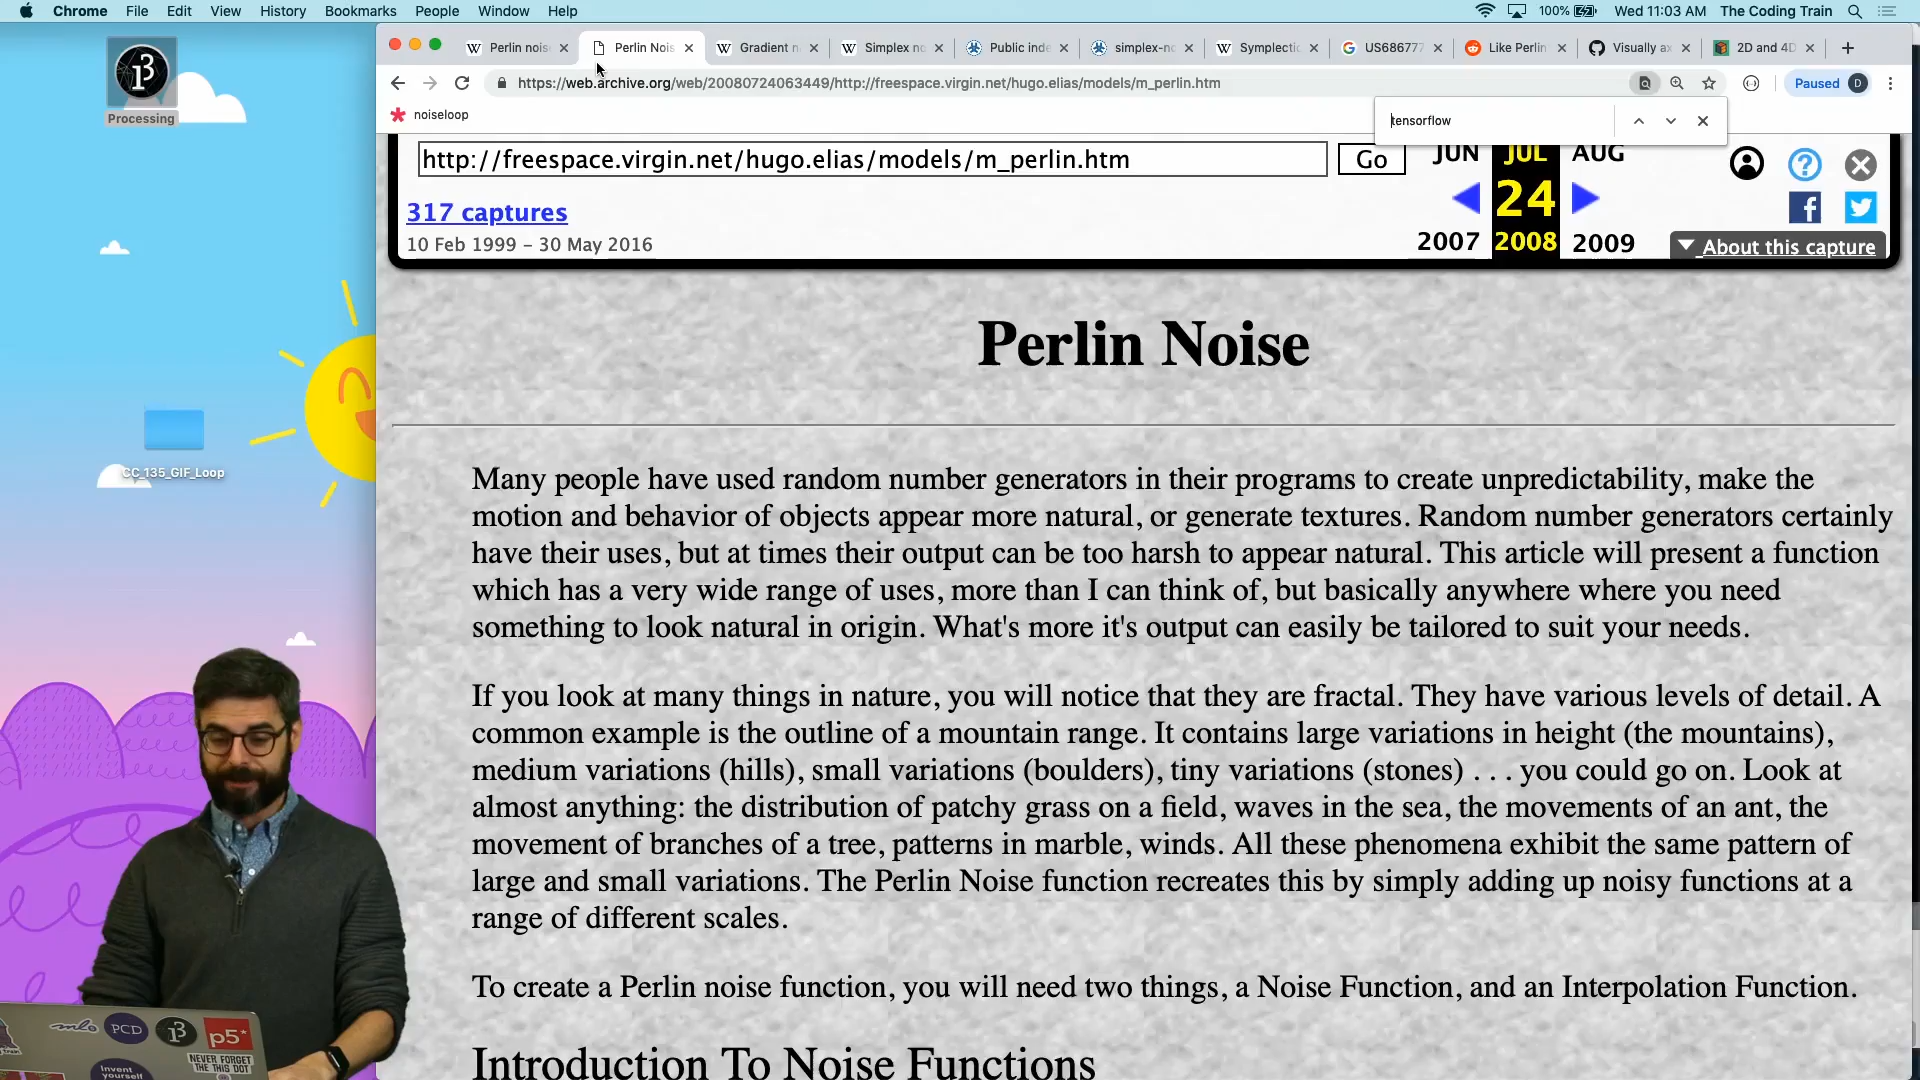 Chrome File Edit View History Bookmarks People Window Help
100% Wed 11:03 AM The Coding Train
Processing
CC_135_GIF_Loop
Perlin nois
Perlin Nois
Gradient n
Simplex no
Public inde
simplex-no
Symplectic
US686777
Like Perlin
Visually ax
2D and 4D
https://web.archive.org/web/20080724063449/http://freespace.virgin.net/hugo.elias/models/m_perlin.htm
Paused D
noiseloop
tensorflow
http://freespace.virgin.net/hugo.elias/models/m_perlin.htm
Go
JUN JUL AUG
24
317 captures
10 Feb 1999 – 30 May 2016
2007 2008 2009
About this capture
Perlin Noise
Many people have used random number generators in their programs to create unpredictability, make the
motion and behavior of objects appear more natural, or generate textures. Random number generators certainly
have their uses, but at times their output can be too harsh to appear natural. This article will present a function
which has a very wide range of uses, more than I can think of, but basically anywhere where you need
something to look natural in origin. What's more it's output can easily be tailored to suit your needs.
If you look at many things in nature, you will notice that they are fractal. They have various levels of detail. A
common example is the outline of a mountain range. It contains large variations in height (the mountains),
medium variations (hills), small variations (boulders), tiny variations (stones) . . . you could go on. Look at
almost anything: the distribution of patchy grass on a field, waves in the sea, the movements of an ant, the
movement of branches of a tree, patterns in marble, winds. All these phenomena exhibit the same pattern of
large and small variations. The Perlin Noise function recreates this by simply adding up noisy functions at a
range of different scales.
To create a Perlin noise function, you will need two things, a Noise Function, and an Interpolation Function.
Introduction To Noise Functions
PCD
p5*
NEVER FORGET
THE THIS DOT
Invent
yourself